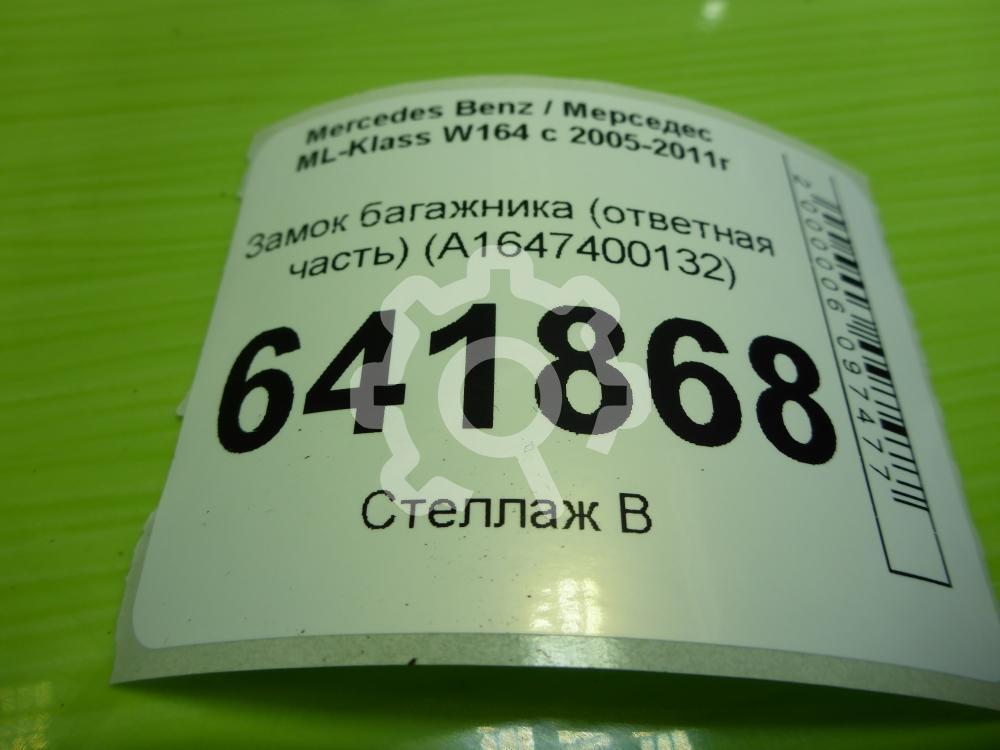 Mercedes Benz / Мерседес
ML-Klass W164 с 2005-2011г
Замок багажника (ответная
часть) (A1647400132)
641868
Стеллаж В
2000006097477